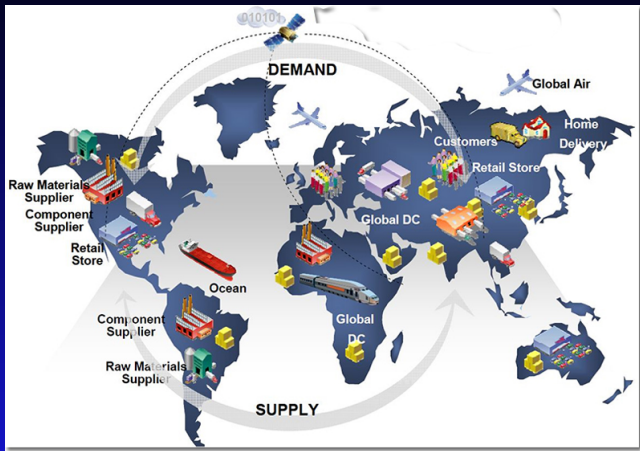 010101
DEMAND
Global Air
Home
Delivery
Customers
Retail Store
Raw Materials
Supplier
Component
Supplier
Retail
Store
Global DC
Ocean
Component
Supplier
Global
DC
Raw Materials
Supplier
SUPPLY